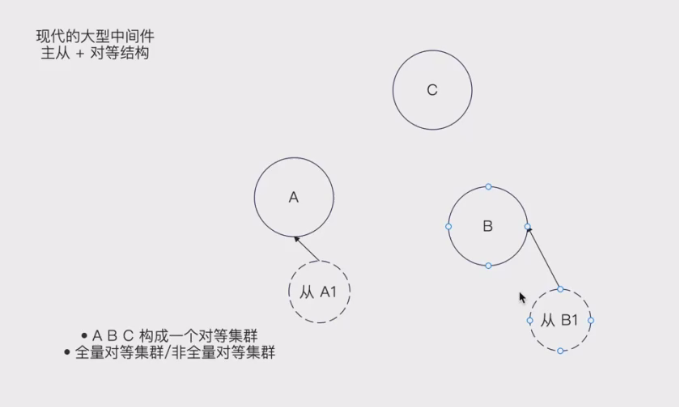 现代的大型中间件
主从 + 对等结构
C
A
B
从 A1
从 B1
• A B C 构成一个对等集群
• 全量对等集群/非全量对等集群